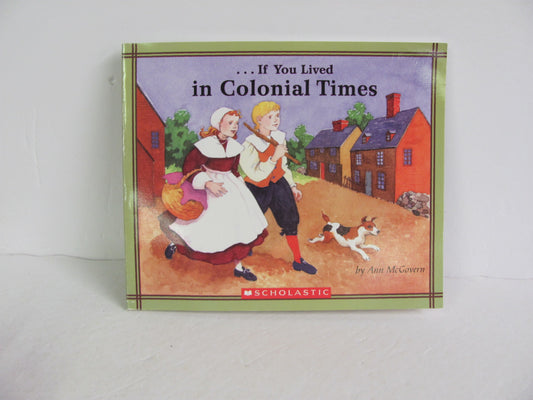 ...If You Lived
in Colonial Times
by Ann McGovern
SCHOLASTIC